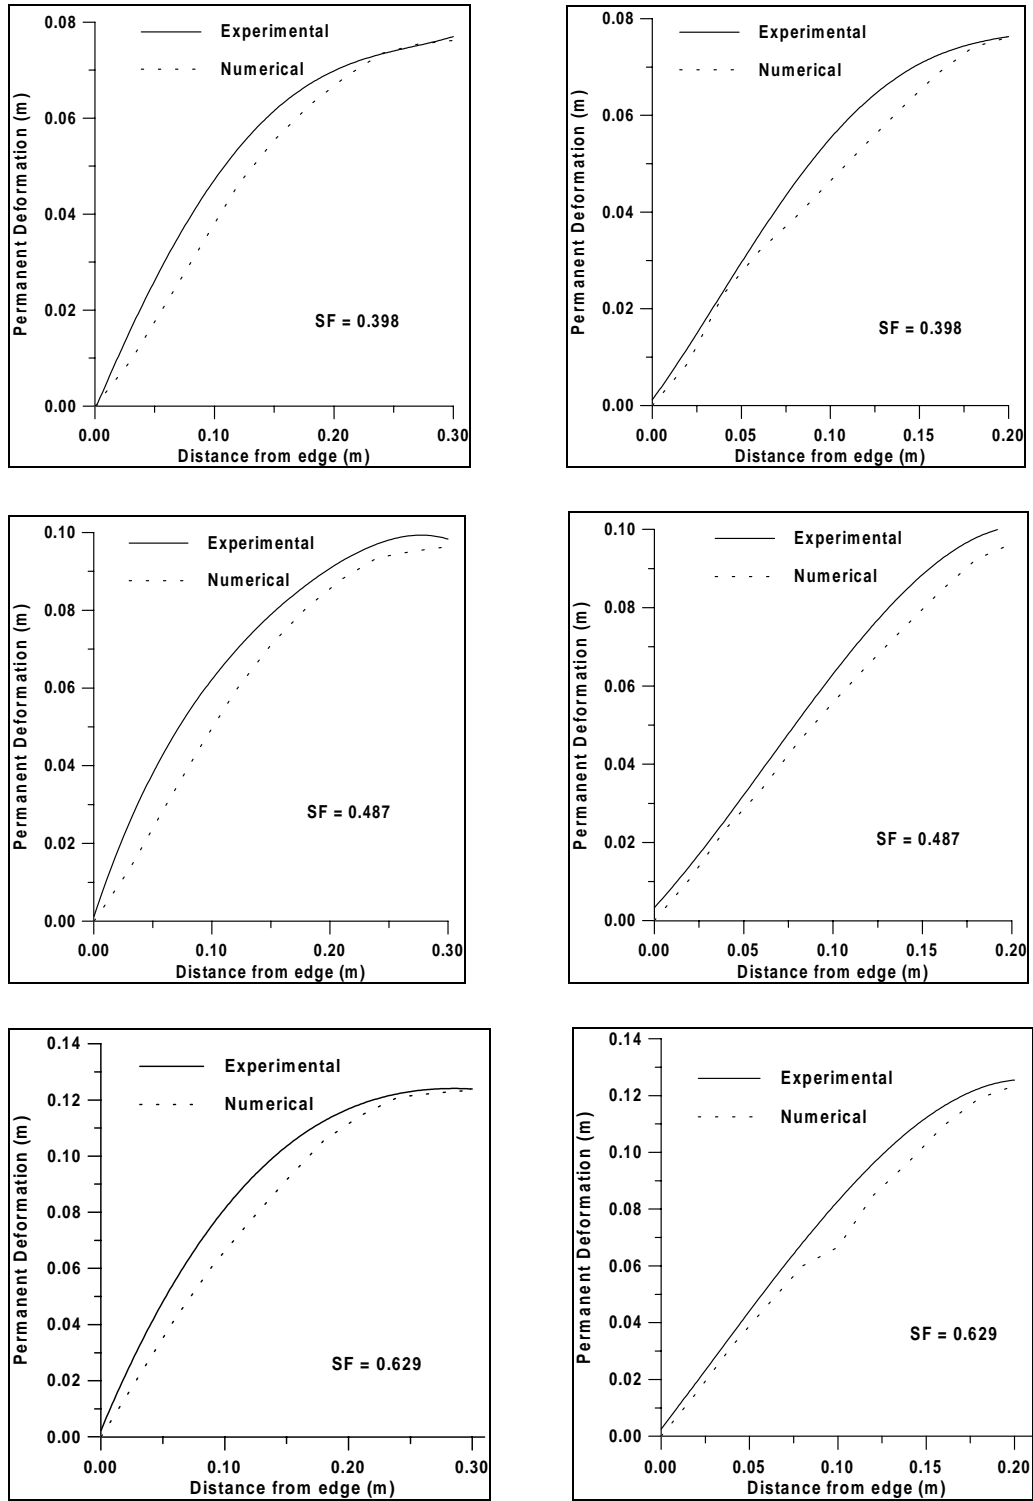 0.08
Experimental
Numerical
0.06
0.04
0.02
0.00
Permanent Deformation (m)
SF = 0.398
0.00 0.10 0.20 0.30
Distance from edge (m)
0.08
Experimental
Numerical
0.06
0.04
0.02
0.00
Permanent Deformation (m)
SF = 0.398
0.00 0.05 0.10 0.15 0.20
Distance from edge (m)
0.10
Experimental
Numerical
0.08
0.06
0.04
0.02
0.00
Permanent Deformation (m)
SF = 0.487
0.00 0.10 0.20 0.30
Distance from edge (m)
0.10
Experimental
Numerical
0.08
0.06
0.04
0.02
0.00
Permanent Deformation (m)
SF = 0.487
0.00 0.05 0.10 0.15 0.20
Distance from edge (m)
0.14
Experimental
Numerical
0.12
0.10
0.08
0.06
0.04
0.02
0.00
Permanent Deformation (m)
SF = 0.629
0.00 0.10 0.20 0.30
Distance from edge (m)
0.14
Experimental
Numerical
0.12
0.10
0.08
0.06
0.04
0.02
0.00
Permanent Deformation (m)
SF = 0.629
0.00 0.05 0.10 0.15 0.20
Distance from edge (m)